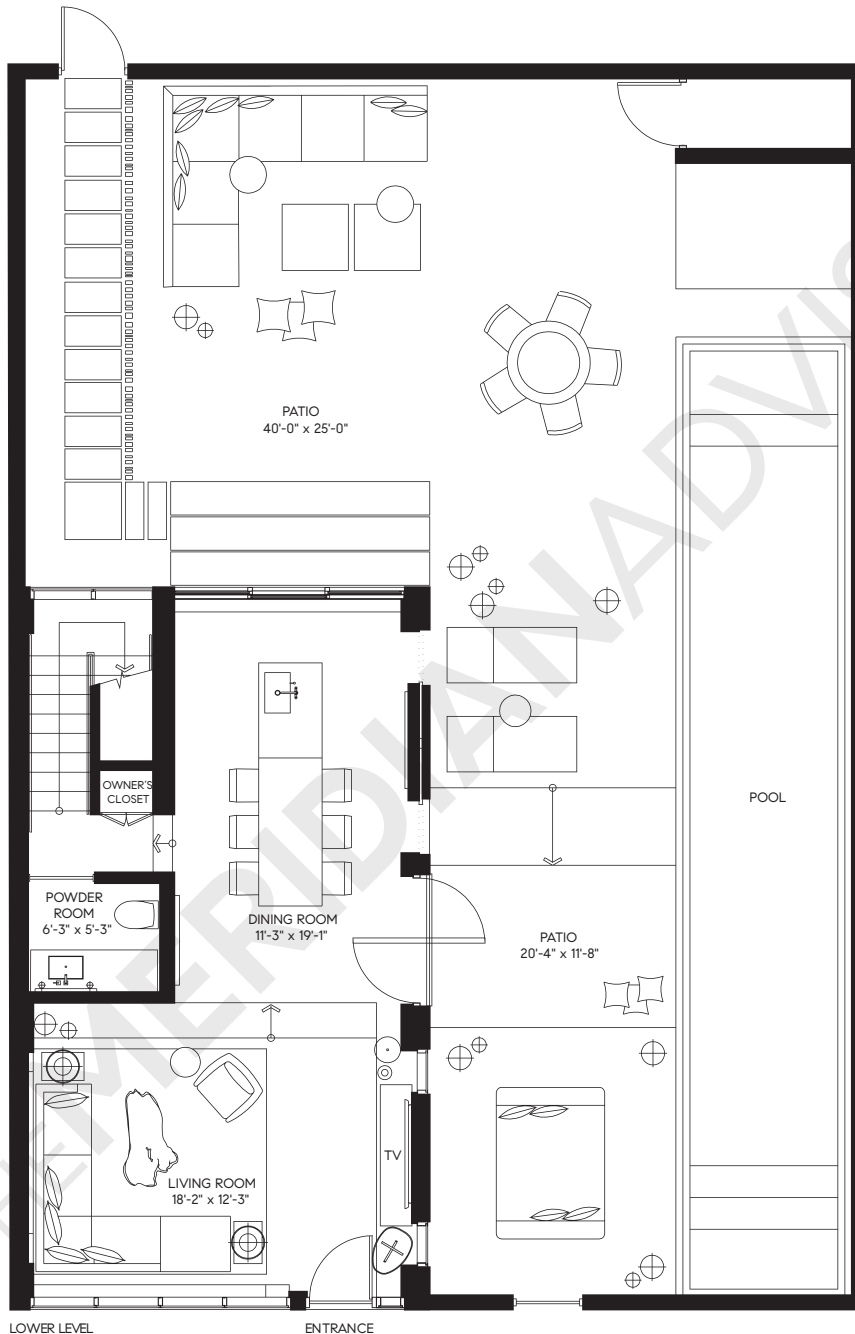 PATIO
40'-0" x 25'-0"
OWNER'S
CLOSET
POOL
POWDER
ROOM
6'-3" x 5'-3"
DINING ROOM
11'-3" x 19'-1"
PATIO
20'-4" x 11'-8"
TV
LIVING ROOM
18'-2" x 12'-3"
LOWER LEVEL
ENTRANCE
THEMERIDIANADVIS